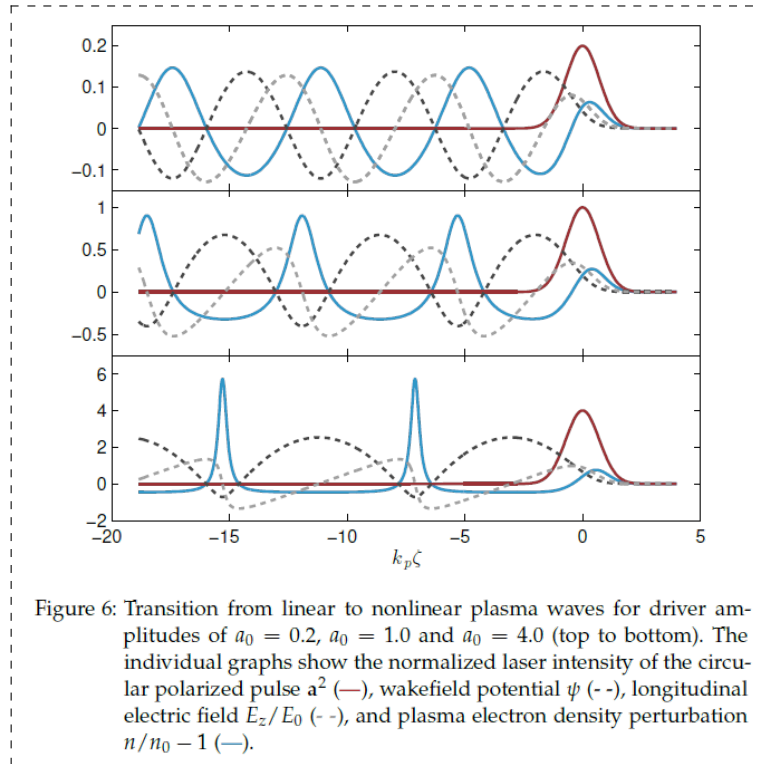 0.2
0.1
0
−0.1
1
0.5
0
−0.5
6
4
2
0
−2
−20 −15 −10 −5 0 5
k_pζ
Figure 6: Transition from linear to nonlinear plasma waves for driver am-
plitudes of a₀ = 0.2, a₀ = 1.0 and a₀ = 4.0 (top to bottom). The
individual graphs show the normalized laser intensity of the circu-
lar polarized pulse a² (—), wakefield potential ψ (- -), longitudinal
electric field E_z/E₀ (- -), and plasma electron density perturbation
n/n₀ − 1 (—).